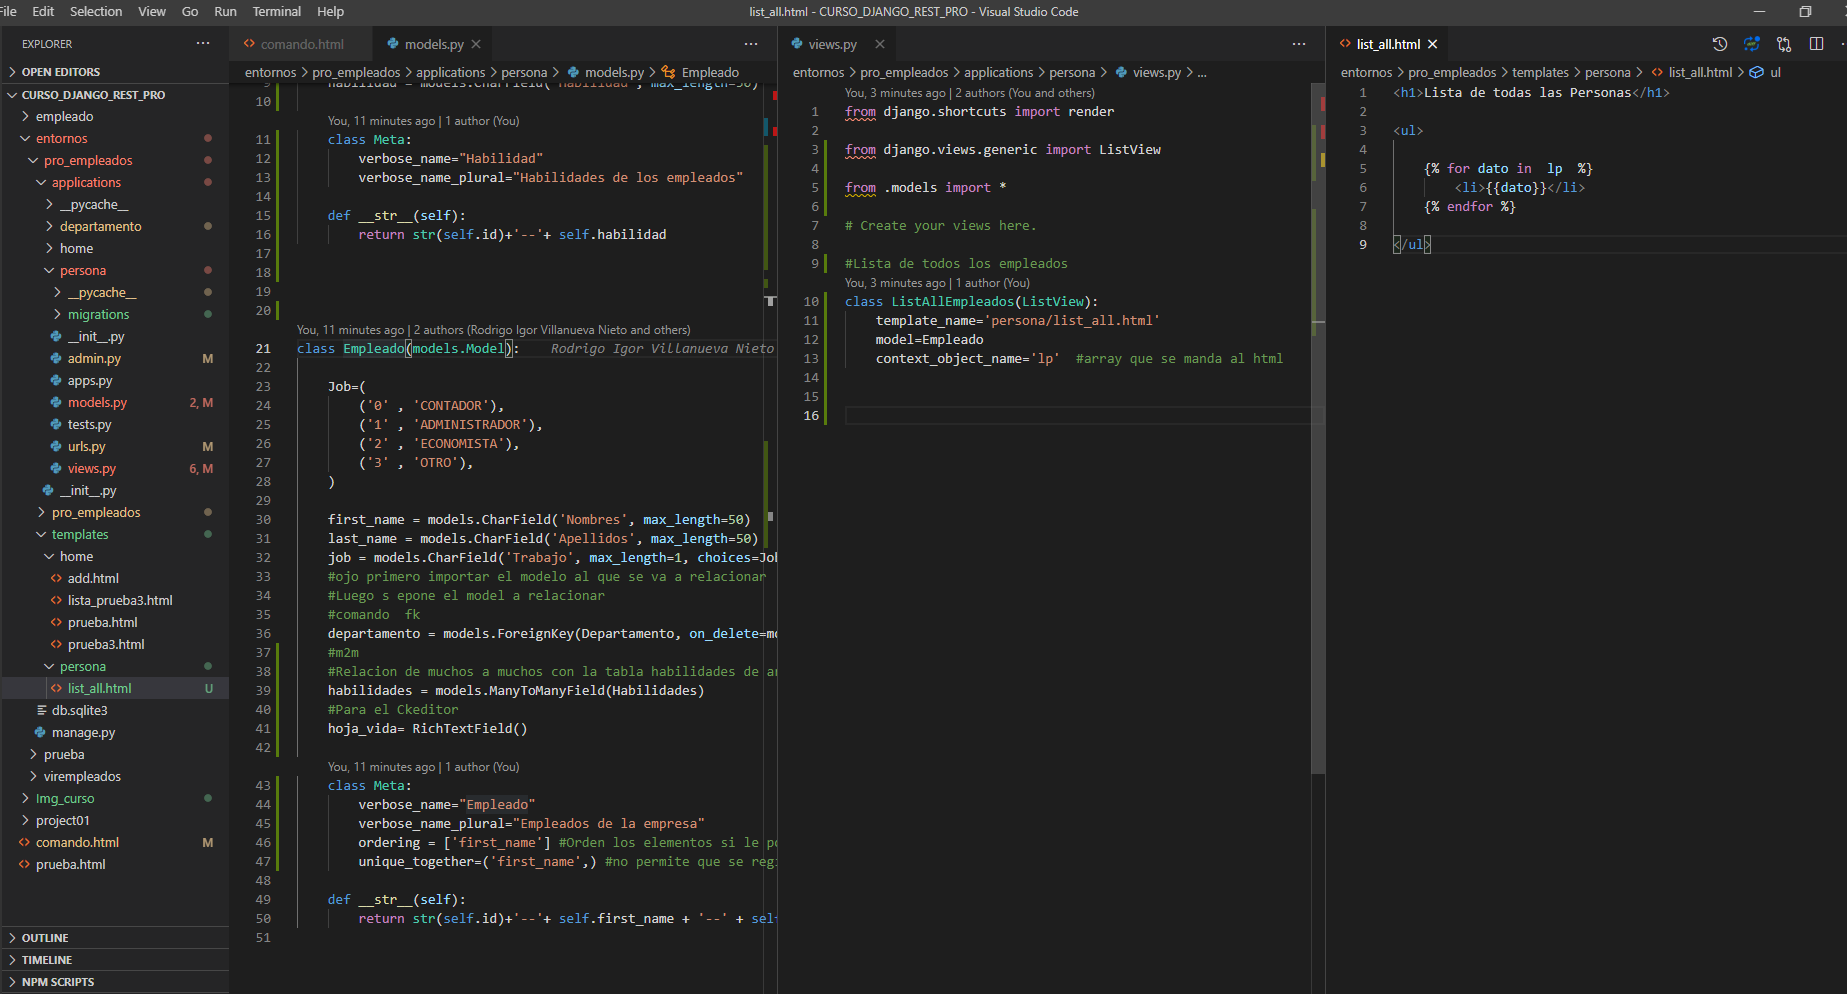 File Edit Selection View Go Run Terminal Help
list_all.html - CURSO_DJANGO_REST_PRO - Visual Studio Code
EXPLORER
OPEN EDITORS
CURSO_DJANGO_REST_PRO
empleado
entornos
pro_empleados
applications
__pycache__
departamento
home
persona
__pycache__
migrations
__init__.py
admin.py M
apps.py
models.py 2, M
tests.py
urls.py M
views.py 6, M
__init__.py
pro_empleados
templates
home
add.html
lista_prueba3.html
prueba.html
prueba3.html
persona
list_all.html U
db.sqlite3
manage.py
prueba
virempleados
Img_curso
project01
comando.html M
prueba.html
OUTLINE
TIMELINE
NPM SCRIPTS
comando.html models.py
entornos > pro_empleados > applications > persona > models.py > Empleado
9 habilidad = models.CharField('Habilidad', max_length=50)
10
You, 11 minutes ago | 1 author (You)
11 class Meta:
12 verbose_name="Habilidad"
13 verbose_name_plural="Habilidades de los empleados"
14
15 def __str__(self):
16 return str(self.id)+'--'+ self.habilidad
17
18
19
20
You, 11 minutes ago | 2 authors (Rodrigo Igor Villanueva Nieto and others)
21 class Empleado(models.Model): Rodrigo Igor Villanueva Nieto
22
23 Job=(
24 ('0' , 'CONTADOR'),
25 ('1' , 'ADMINISTRADOR'),
26 ('2' , 'ECONOMISTA'),
27 ('3' , 'OTRO'),
28 )
29
30 first_name = models.CharField('Nombres', max_length=50)
31 last_name = models.CharField('Apellidos', max_length=50)
32 job = models.CharField('Trabajo', max_length=1, choices=Job
33 #ojo primero importar el modelo al que se va a relacionar
34 #Luego s epone el model a relacionar
35 #comando  fk
36 departamento = models.ForeignKey(Departamento, on_delete=mo
37 #m2m
38 #Relacion de muchos a muchos con la tabla habilidades de ar
39 habilidades = models.ManyToManyField(Habilidades)
40 #Para el Ckeditor
41 hoja_vida= RichTextField()
42
You, 11 minutes ago | 1 author (You)
43 class Meta:
44 verbose_name="Empleado"
45 verbose_name_plural="Empleados de la empresa"
46 ordering = ['first_name'] #Orden los elementos si le po
47 unique_together=('first_name',) #no permite que se regi
48
49 def __str__(self):
50 return str(self.id)+'--'+ self.first_name + '--' + self
51
views.py
entornos > pro_empleados > applications > persona > views.py > ...
You, 3 minutes ago | 2 authors (You and others)
1 from django.shortcuts import render
2
3 from django.views.generic import ListView
4
5 from .models import *
6
7 # Create your views here.
8
9 #Lista de todos los empleados
You, 3 minutes ago | 1 author (You)
10 class ListAllEmpleados(ListView):
11 template_name='persona/list_all.html'
12 model=Empleado
13 context_object_name='lp'  #array que se manda al html
14
15
16
list_all.html
entornos > pro_empleados > templates > persona > list_all.html > ul
1 <h1>Lista de todas las Personas</h1>
2
3 <ul>
4
5 {% for dato in  lp  %}
6 <li>{{dato}}</li>
7 {% endfor %}
8
9 </ul>